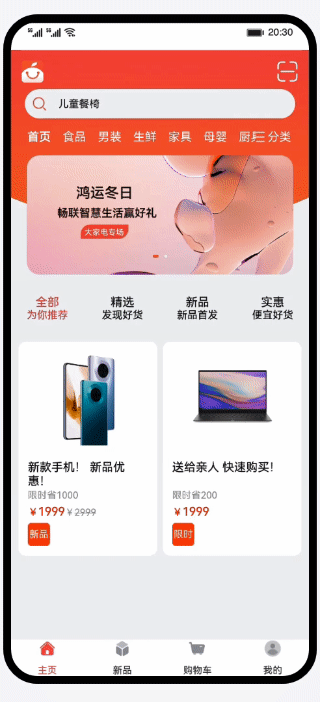 5G 5G 20:30
儿童餐椅
首页 食品 男装 生鲜 家具 母婴 厨 分类
鸿运冬日
畅联智慧生活赢好礼
大家电专场
全部 精选 新品 实惠
为你推荐 发现好货 新品首发 便宜好货
新款手机！ 新品优
惠！
限时省1000
￥1999￥2999
新品
送给亲人 快速购买！
限时省200
￥1999
限时
主页 新品 购物车 我的